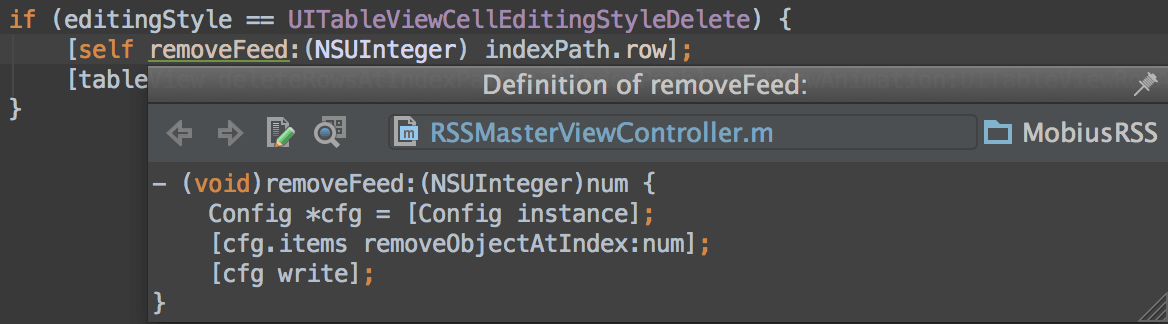 if (editingStyle == UITableViewCellEditingStyleDelete) {
[self removeFeed:(NSUInteger) indexPath.row];
[table
}
Definition of removeFeed:
RSSMasterViewController.m MobiusRSS
- (void)removeFeed:(NSUInteger)num {
Config *cfg = [Config instance];
[cfg.items removeObjectAtIndex:num];
[cfg write];
}